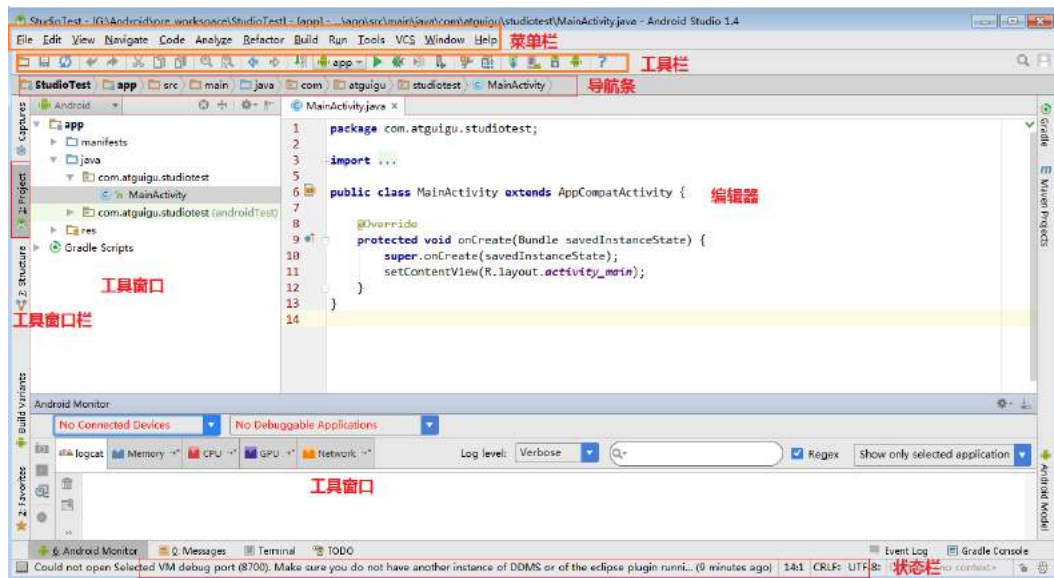 StudioTest - [G:\Android\pre_workspace\StudioTest] - [app] - ...\app\src\main\java\com\atguigu\studiotest\MainActivity.java - Android Studio 1.4
File Edit View Navigate Code Analyze Refactor Build Run Tools VCS Window Help 菜单栏
app ? 工具栏
StudioTest app src main java com atguigu studiotest MainActivity 导航条
Captures
1: Project
2: Structure
工具窗口栏
Build Variants
2: Favorites
Android
app
manifests
java
com.atguigu.studiotest
MainActivity
com.atguigu.studiotest (androidTest)
res
Gradle Scripts
工具窗口
MainActivity.java ×
1 package com.atguigu.studiotest;
2
3 import ...
5
6 public class MainActivity extends AppCompatActivity {
编辑器
7
8 @Override
9 protected void onCreate(Bundle savedInstanceState) {
10 super.onCreate(savedInstanceState);
11 setContentView(R.layout.activity_main);
12 }
13 }
14
Gradle
Maven Projects
Android Model
Android Monitor
No Connected Devices No Debuggable Applications
logcat Memory CPU GPU Network Log level: Verbose Regex Show only selected application
工具窗口
6: Android Monitor 0: Messages Terminal TODO Event Log Gradle Console
Could not open Selected VM debug port (8700). Make sure you do not have another instance of DDMS or of the eclipse plugin runni... (9 minutes ago) 14:1 CRLF: UTF-8: 状态栏 context>